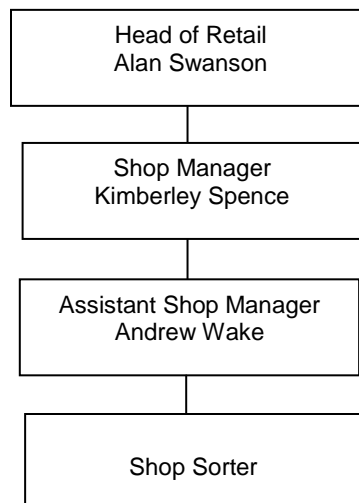 Head of Retail
Alan Swanson
Shop Manager
Kimberley Spence
Assistant Shop Manager
Andrew Wake
Shop Sorter